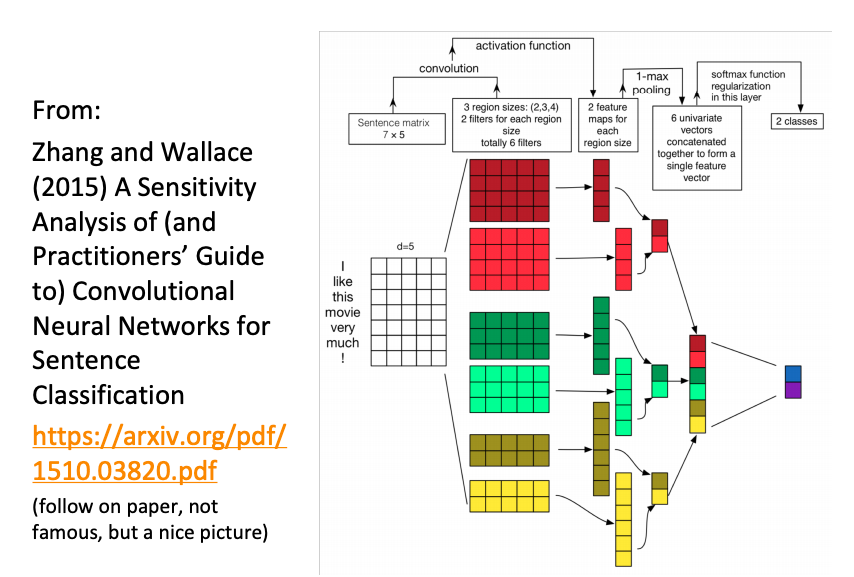 From:
Zhang and Wallace
(2015) A Sensitivity
Analysis of (and
Practitioners’ Guide
to) Convolutional
Neural Networks for
Sentence
Classification
https://arxiv.org/pdf/
1510.03820.pdf
(follow on paper, not
famous, but a nice picture)
activation function
convolution
1-max
pooling
softmax function
regularization
in this layer
Sentence matrix
7 × 5
3 region sizes: (2,3,4)
2 filters for each region
size
totally 6 filters
2 feature
maps for
each
region size
6 univariate
vectors
concatenated
together to form a
single feature
vector
2 classes
d=5
I
like
this
movie
very
much
!